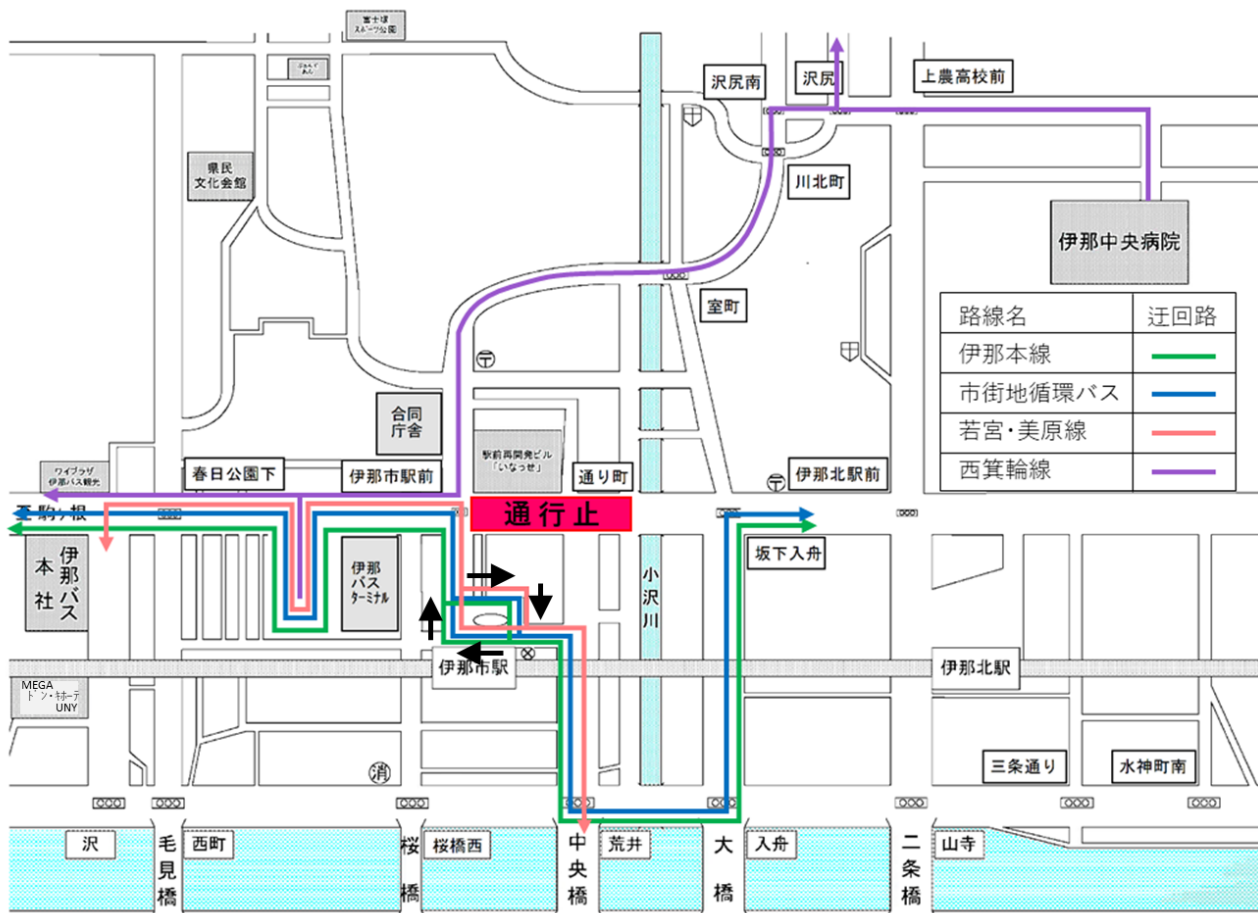 富士塚
スポーツ公園
沢尻南
沢尻
上農高校前
県民
文化会館
川北町
伊那中央病院
室町
路線名
迂回路
伊那本線
市街地循環バス
若宮・美原線
西箕輪線
合同
庁舎
駅前再開発ビル
「いなっせ」
ワイプラザ
伊那バス観光
春日公園下
伊那市駅前
通り町
伊那北駅前
至駒ヶ根
通行止
坂下入舟
伊那バス
本社
伊那
バス
ターミナル
小沢川
伊那市駅
伊那北駅
MEGA
ドン・キホーテ
UNY
消
三条通り
水神町南
沢
毛見橋
西町
桜橋
桜橋西
中央橋
荒井
大橋
入舟
二条橋
山寺